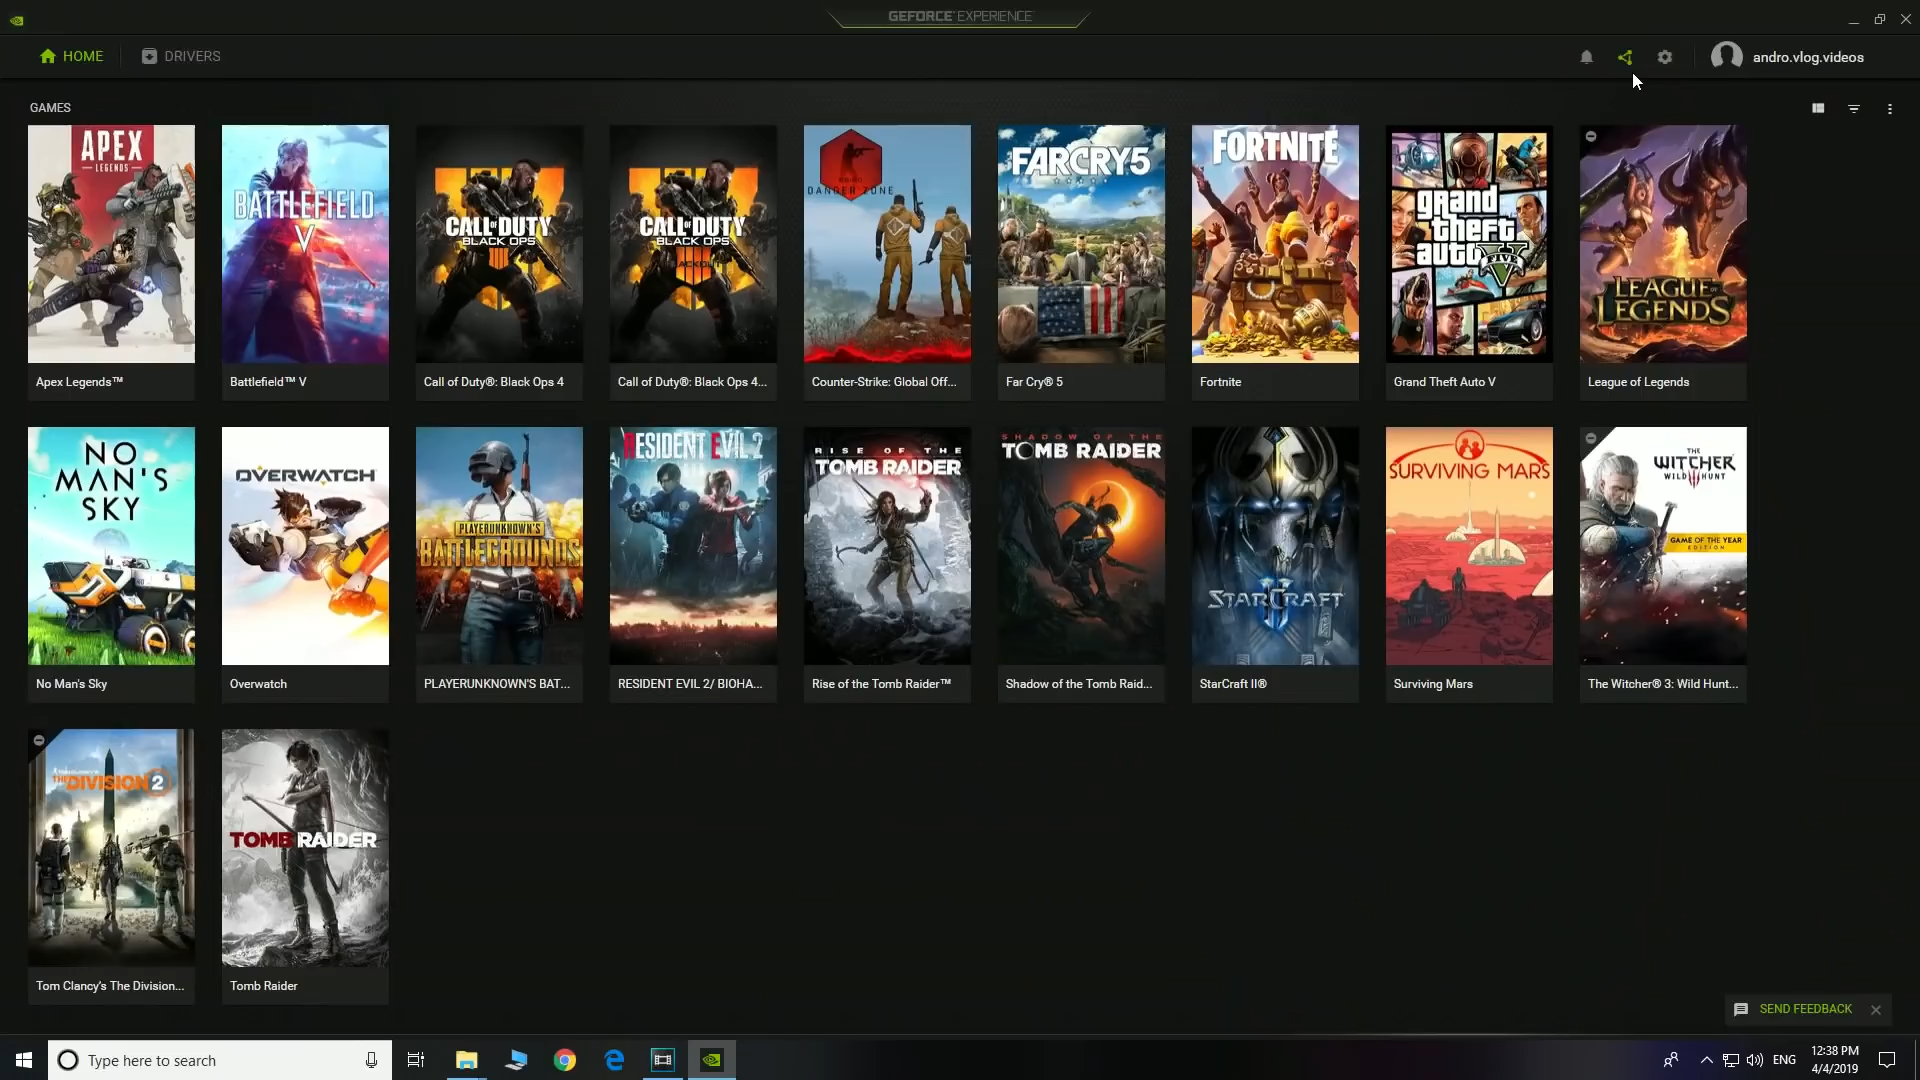 GEFORCE EXPERIENCE
HOME
DRIVERS
andro.vlog.videos
GAMES
APEX
LEGENDS
BATTLEFIELD
V
CALL OF DUTY
BLACK OPS
IIII
CALL OF DUTY
BLACK OPS
IIII
CS:GO
DANGER ZONE
FARCRY5
FORTNITE
grand
theft
auto
V
FIVE
LEAGUE OF
LEGENDS
Apex Legends™
Battlefield™ V
Call of Duty®: Black Ops 4
Call of Duty®: Black Ops 4...
Counter-Strike: Global Off...
Far Cry® 5
Fortnite
Grand Theft Auto V
League of Legends
NO
MAN'S
SKY
OVERWATCH
PLAYERUNKNOWN'S
BATTLEGROUNDS
RESIDENT EVIL 2
RISE OF THE
TOMB RAIDER
SHADOW OF THE
TOMB RAIDER
STARCRAFT
II
SURVIVING MARS
THE
WITCHER
WILD HUNT
GAME OF THE YEAR
EDITION
No Man's Sky
Overwatch
PLAYERUNKNOWN'S BAT...
RESIDENT EVIL 2/ BIOHA...
Rise of the Tomb Raider™
Shadow of the Tomb Raid...
StarCraft II®
Surviving Mars
The Witcher® 3: Wild Hunt...
THE DIVISION 2
TOMB RAIDER
Tom Clancy's The Division...
Tomb Raider
SEND FEEDBACK
Type here to search
ENG
12:38 PM
4/4/2019